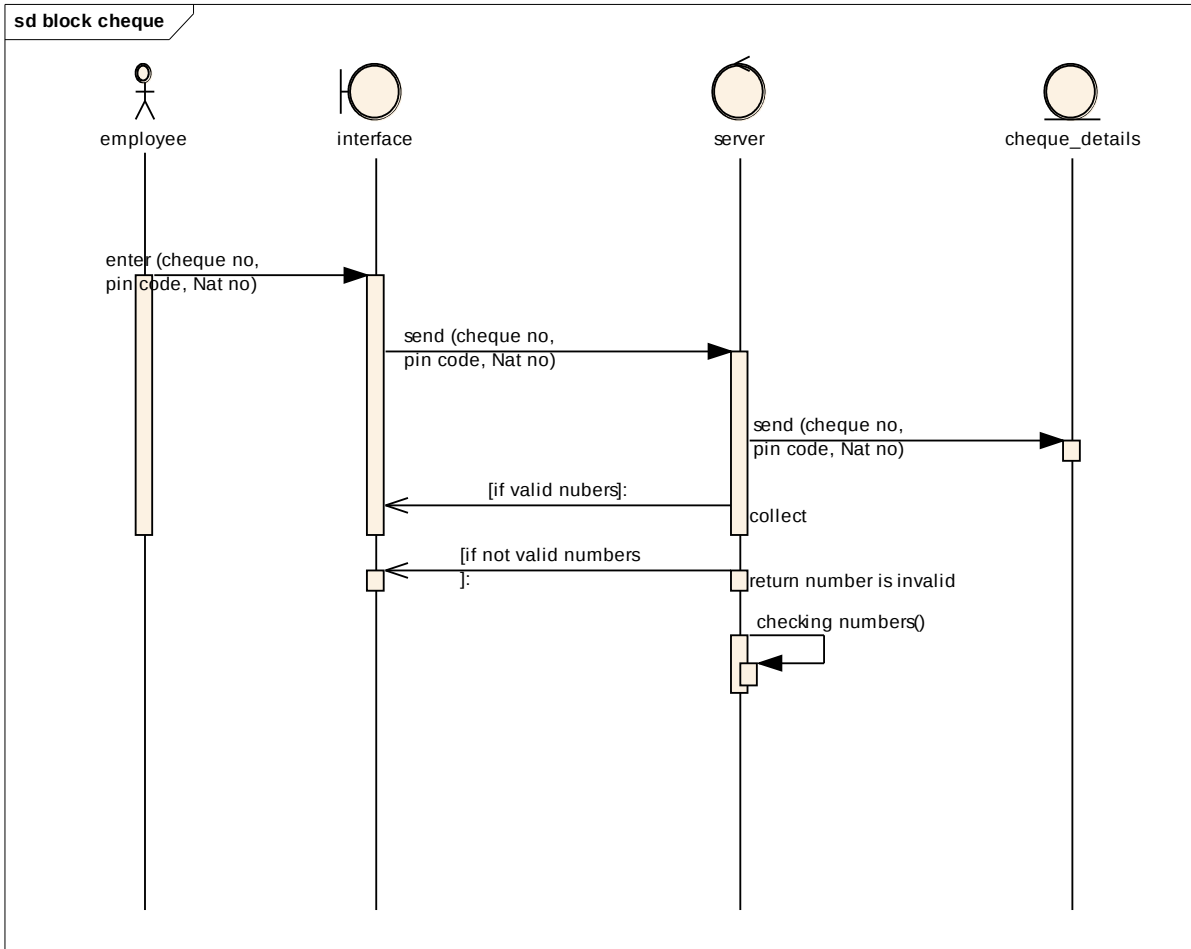 sd block cheque
employee
interface
server
cheque_details
enter (cheque no,
pin code, Nat no)
send (cheque no,
pin code, Nat no)
send (cheque no,
pin code, Nat no)
[if valid nubers]:
collect
[if not valid numbers
]:
return number is invalid
checking numbers()